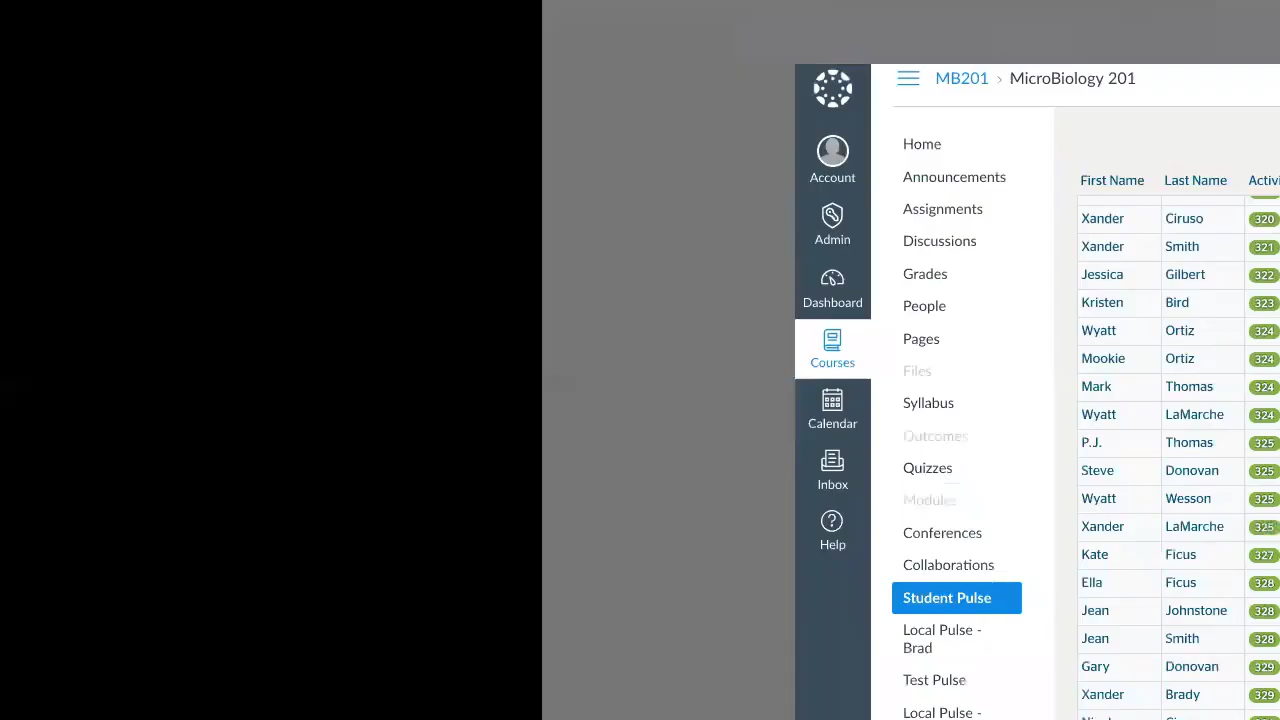 MB201 › MicroBiology 201
Account
Admin
Dashboard
Courses
Calendar
Inbox
Help
Home
Announcements
Assignments
Discussions
Grades
People
Pages
Files
Syllabus
Outcomes
Quizzes
Modules
Conferences
Collaborations
Student Pulse
Local Pulse -
Brad
Test Pulse
Local Pulse -
First Name Last Name
Xander Ciruso 320
Xander Smith 321
Jessica Gilbert 322
Kristen Bird 323
Wyatt Ortiz 324
Mookie Ortiz 324
Mark Thomas 324
Wyatt LaMarche 324
P.J. Thomas 325
Steve Donovan 325
Wyatt Wesson 325
Xander LaMarche 325
Kate Ficus 327
Ella Ficus 328
Jean Johnstone 328
Jean Smith 328
Gary Donovan 329
Xander Brady 329